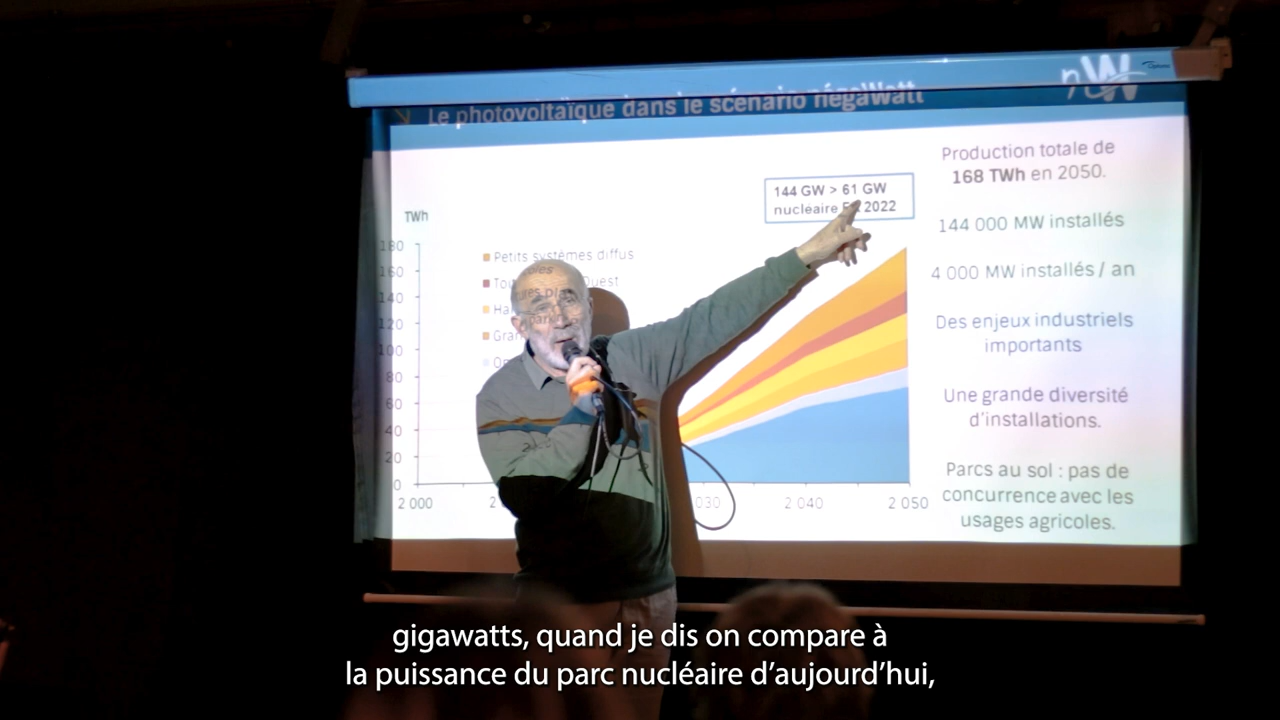 nW
Optoma
Le photovoltaïque dans le scénario négaWatt
Production totale de
168 TWh en 2050.
144 GW > 61 GW
nucléaire 2022
TWh
144 000 MW installés
180
160
140
120
100
80
60
40
20
0
Petits systèmes diffus
4 000 MW installés / an
Des enjeux industriels
importants
Une grande diversité
d'installations.
Parcs au sol : pas de
concurrence avec les
usages agricoles.
2 000
2 040
2 050
gigawatts, quand je dis on compare à
la puissance du parc nucléaire d’aujourd’hui,